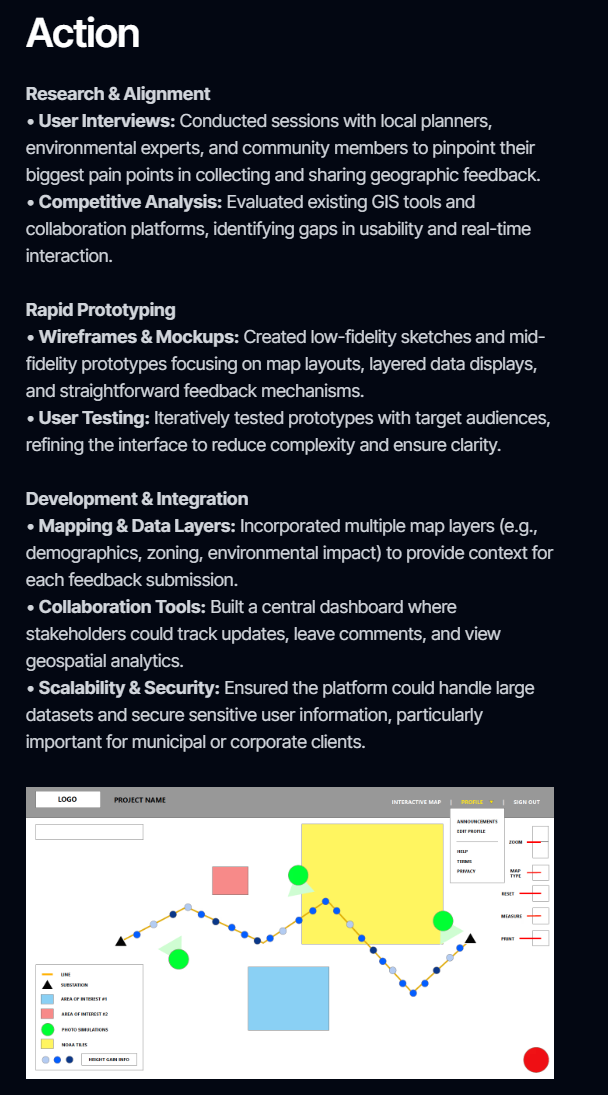 Action
Research & Alignment
• User Interviews: Conducted sessions with local planners,
environmental experts, and community members to pinpoint their
biggest pain points in collecting and sharing geographic feedback.
• Competitive Analysis: Evaluated existing GIS tools and
collaboration platforms, identifying gaps in usability and real-time
interaction.
Rapid Prototyping
• Wireframes & Mockups: Created low-fidelity sketches and mid-
fidelity prototypes focusing on map layouts, layered data displays,
and straightforward feedback mechanisms.
• User Testing: Iteratively tested prototypes with target audiences,
refining the interface to reduce complexity and ensure clarity.
Development & Integration
• Mapping & Data Layers: Incorporated multiple map layers (e.g.,
demographics, zoning, environmental impact) to provide context for
each feedback submission.
• Collaboration Tools: Built a central dashboard where
stakeholders could track updates, leave comments, and view
geospatial analytics.
• Scalability & Security: Ensured the platform could handle large
datasets and secure sensitive user information, particularly
important for municipal or corporate clients.
LOGO PROJECT NAME INTERACTIVE MAP | PROFILE | SIGN OUT
ANNOUNCEMENTS
EDIT PROFILE
HELP
TERMS
PRIVACY
ZOOM
MAP
TYPE
RESET
MEASURE
PRINT
LINE
SUBSTATION
AREA OF INTEREST #1
AREA OF INTEREST #2
PHOTO SIMULATIONS
NOAA TILES
HEIGHT GAIN INFO